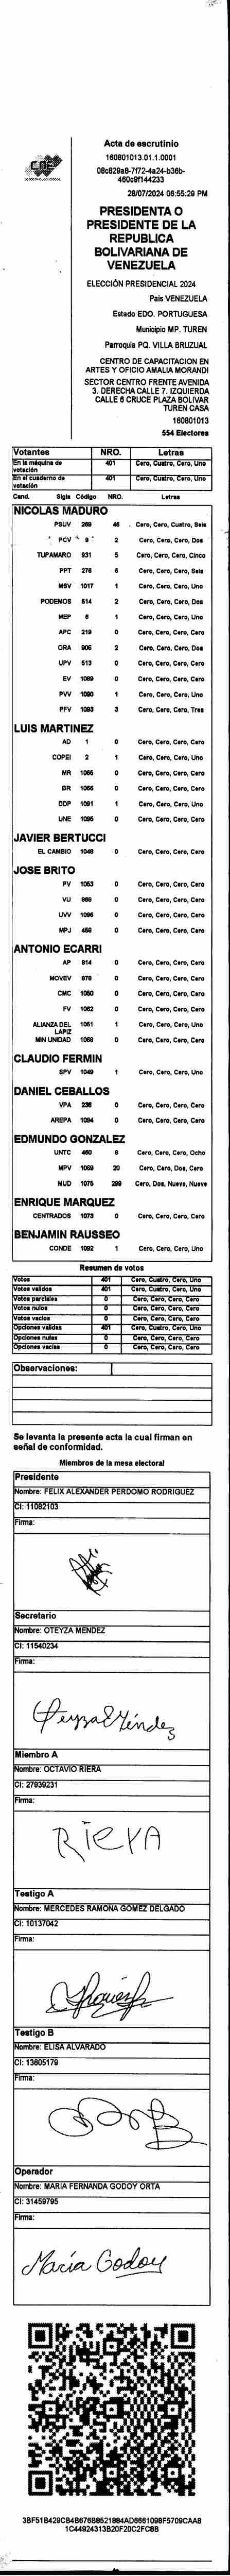 CNE
Acta de escrutinio
160801013.01.1.0001
08c829a8-7f72-4a24-b36b-
460c9f144233
28/07/2024 06:55:29 PM
PRESIDENTA O
PRESIDENTE DE LA
REPUBLICA
BOLIVARIANA DE
VENEZUELA
ELECCIÓN PRESIDENCIAL 2024
País VENEZUELA
Estado EDO. PORTUGUESA
Municipio MP. TUREN
Parroquia PQ. VILLA BRUZUAL
CENTRO DE CAPACITACION EN
ARTES Y OFICIO AMALIA MORANDI
SECTOR CENTRO FRENTE AVENIDA
3. DERECHA CALLE 7. IZQUIERDA
CALLE 6 CRUCE PLAZA BOLIVAR
TUREN CASA
160801013
554 Electores
Votantes NRO. Letras
En la máquina de votación 401 Cero, Cuatro, Cero, Uno
En el cuaderno de votación 401 Cero, Cuatro, Cero, Uno
Cand. Sigla Código NRO. Letras
NICOLAS MADURO
PSUV 269 46 Cero, Cero, Cuatro, Seis
PCV 9 2 Cero, Cero, Cero, Dos
TUPAMARO 931 5 Cero, Cero, Cero, Cinco
PPT 276 6 Cero, Cero, Cero, Seis
MSV 1017 1 Cero, Cero, Cero, Uno
PODEMOS 514 2 Cero, Cero, Cero, Dos
MEP 6 1 Cero, Cero, Cero, Uno
APC 219 0 Cero, Cero, Cero, Cero
ORA 906 2 Cero, Cero, Cero, Dos
UPV 513 0 Cero, Cero, Cero, Cero
EV 1089 0 Cero, Cero, Cero, Cero
PVV 1090 1 Cero, Cero, Cero, Uno
PFV 1093 3 Cero, Cero, Cero, Tres
LUIS MARTINEZ
AD 1 0 Cero, Cero, Cero, Cero
COPEI 2 1 Cero, Cero, Cero, Uno
MR 1065 0 Cero, Cero, Cero, Cero
BR 1066 0 Cero, Cero, Cero, Cero
DDP 1091 1 Cero, Cero, Cero, Uno
UNE 1095 0 Cero, Cero, Cero, Cero
JAVIER BERTUCCI
EL CAMBIO 1048 0 Cero, Cero, Cero, Cero
JOSE BRITO
PV 1053 0 Cero, Cero, Cero, Cero
VU 969 0 Cero, Cero, Cero, Cero
UVV 1096 0 Cero, Cero, Cero, Cero
MPJ 458 0 Cero, Cero, Cero, Cero
ANTONIO ECARRI
AP 914 0 Cero, Cero, Cero, Cero
MOVEV 879 0 Cero, Cero, Cero, Cero
CMC 1050 0 Cero, Cero, Cero, Cero
FV 1062 0 Cero, Cero, Cero, Cero
ALIANZA DEL LAPIZ 1051 1 Cero, Cero, Cero, Uno
MIN UNIDAD 1068 0 Cero, Cero, Cero, Cero
CLAUDIO FERMIN
SPV 1049 1 Cero, Cero, Cero, Uno
DANIEL CEBALLOS
VPA 236 0 Cero, Cero, Cero, Cero
AREPA 1094 0 Cero, Cero, Cero, Cero
EDMUNDO GONZALEZ
UNTC 460 8 Cero, Cero, Cero, Ocho
MPV 1069 20 Cero, Cero, Dos, Cero
MUD 1075 299 Cero, Dos, Nueve, Nueve
ENRIQUE MARQUEZ
CENTRADOS 1073 0 Cero, Cero, Cero, Cero
BENJAMIN RAUSSEO
CONDE 1092 1 Cero, Cero, Cero, Uno
Resumen de votos
Votos 401 Cero, Cuatro, Cero, Uno
Votos validos 401 Cero, Cuatro, Cero, Uno
Votos parciales 0 Cero, Cero, Cero, Cero
Votos nulos 0 Cero, Cero, Cero, Cero
Votos vacíos 0 Cero, Cero, Cero, Cero
Opciones validas 401 Cero, Cuatro, Cero, Uno
Opciones nulas 0 Cero, Cero, Cero, Cero
Opciones vacías 0 Cero, Cero, Cero, Cero
Observaciones:
Se levanta la presente acta la cual firman en
señal de conformidad.
Miembros de la mesa electoral
Presidente
Nombre: FELIX ALEXANDER PERDOMO RODRIGUEZ
CI: 11082103
Firma:
Secretario
Nombre: OTEYZA MENDEZ
CI: 11540234
Firma:
Oteyza Méndez
Miembro A
Nombre: OCTAVIO RIERA
CI: 27939231
Firma:
RIERA
Testigo A
Nombre: MERCEDES RAMONA GOMEZ DELGADO
CI: 10137042
Firma:
Testigo B
Nombre: ELISA ALVARADO
CI: 13605179
Firma:
Operador
Nombre: MARIA FERNANDA GODOY ORTA
CI: 31459795
Firma:
María Godoy
3BF51B429CB4B676B85218B4AD6661098F5709CAAB
1C44924313B20F20C2FC8B